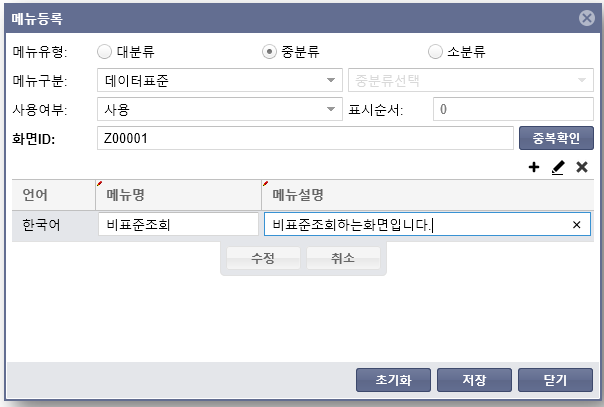 메뉴등록
메뉴유형: 대분류 중분류 소분류
메뉴구분: 데이터표준 중분류선택
사용여부: 사용 표시순서: 0
화면ID: Z00001 중복확인
언어 메뉴명 메뉴설명
한국어 비표준조회 비표준조회하는화면입니다.
수정 취소
초기화 저장 닫기